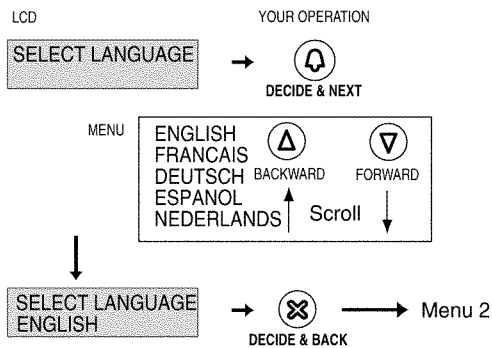 LCD
YOUR OPERATION
SELECT LANGUAGE
DECIDE & NEXT
MENU
ENGLISH
FRANCAIS
DEUTSCH
ESPANOL
NEDERLANDS
BACKWARD
FORWARD
Scroll
SELECT LANGUAGE
ENGLISH
DECIDE & BACK
Menu 2